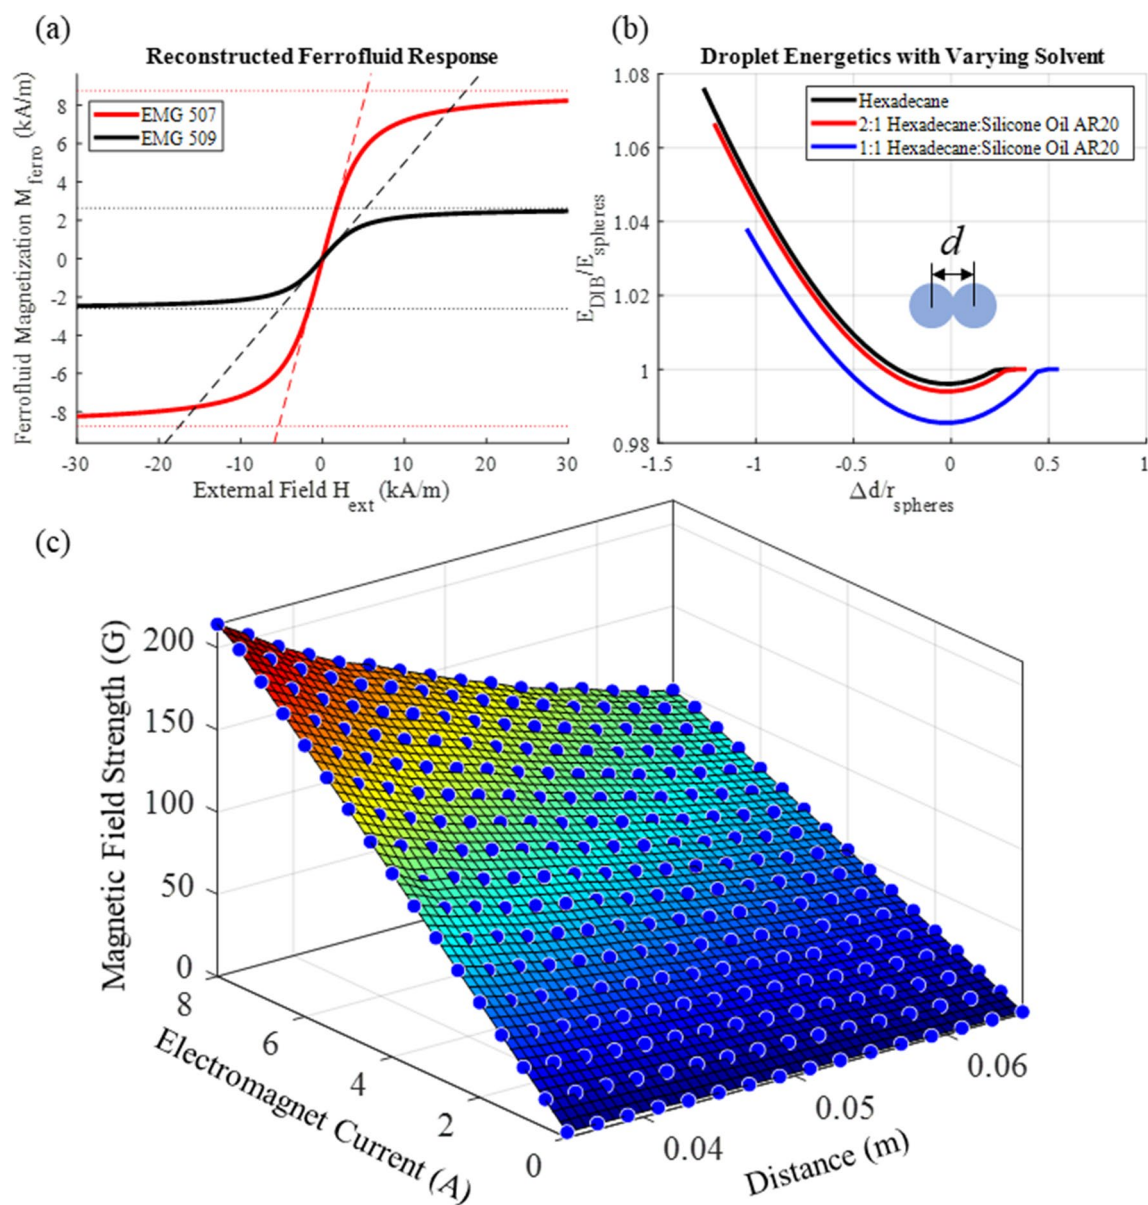 (a)
Reconstructed Ferrofluid Response
EMG 507
EMG 509
Ferrofluid Magnetization M_ferro (kA/m)
8
6
4
2
0
-2
-4
-6
-8
-30
-20
-10
0
10
20
30
External Field H_ext (kA/m)
(b)
Droplet Energetics with Varying Solvent
Hexadecane
2:1 Hexadecane:Silicone Oil AR20
1:1 Hexadecane:Silicone Oil AR20
d
E_DIB/E_spheres
1.08
1.06
1.04
1.02
1
0.98
-1.5
-1
-0.5
0
0.5
1
Δd/r_spheres
(c)
Magnetic Field Strength (G)
200
150
100
50
0
8
6
4
2
0
Electromagnet Current (A)
0.04
0.05
0.06
Distance (m)